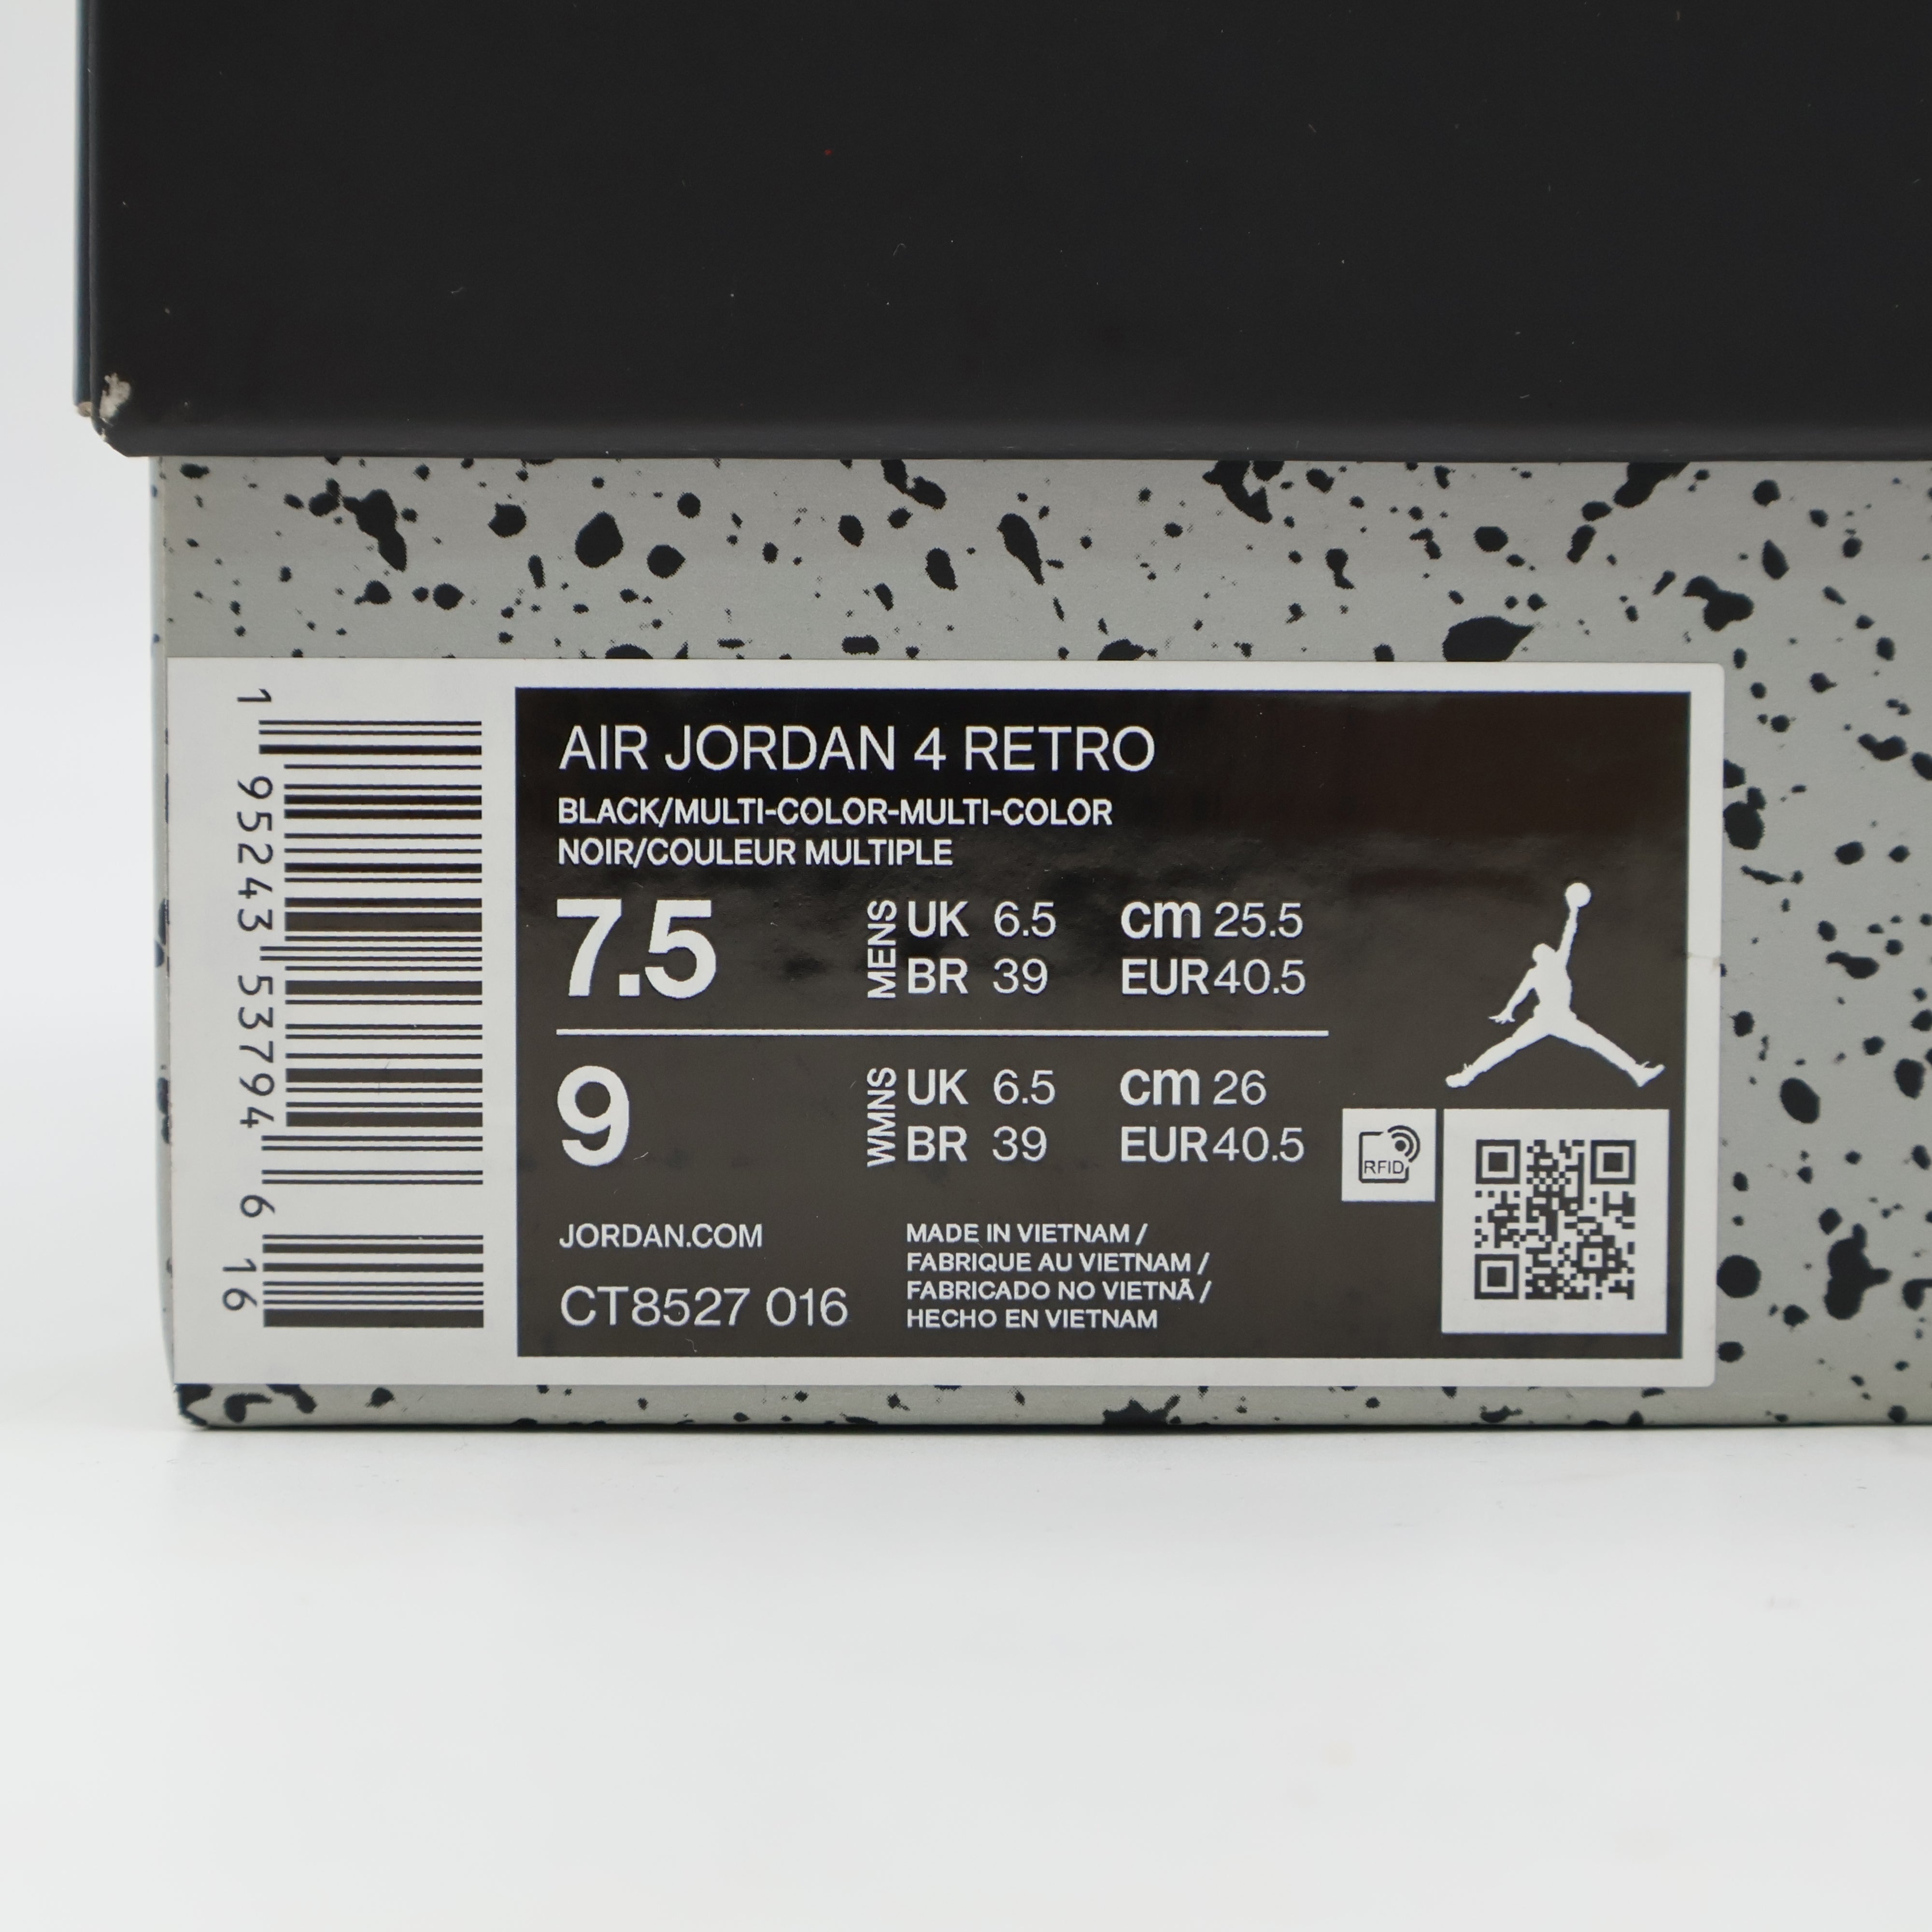 1 95243 53794 6 16
AIR JORDAN 4 RETRO
BLACK/MULTI-COLOR-MULTI-COLOR
NOIR/COULEUR MULTIPLE
7.5 MENS UK 6.5 cm 25.5
BR 39 EUR 40.5
9 WMNS UK 6.5 cm 26
BR 39 EUR 40.5
RFID
JORDAN.COM
CT8527 016
MADE IN VIETNAM /
FABRIQUE AU VIETNAM /
FABRICADO NO VIETNÃ /
HECHO EN VIETNAM